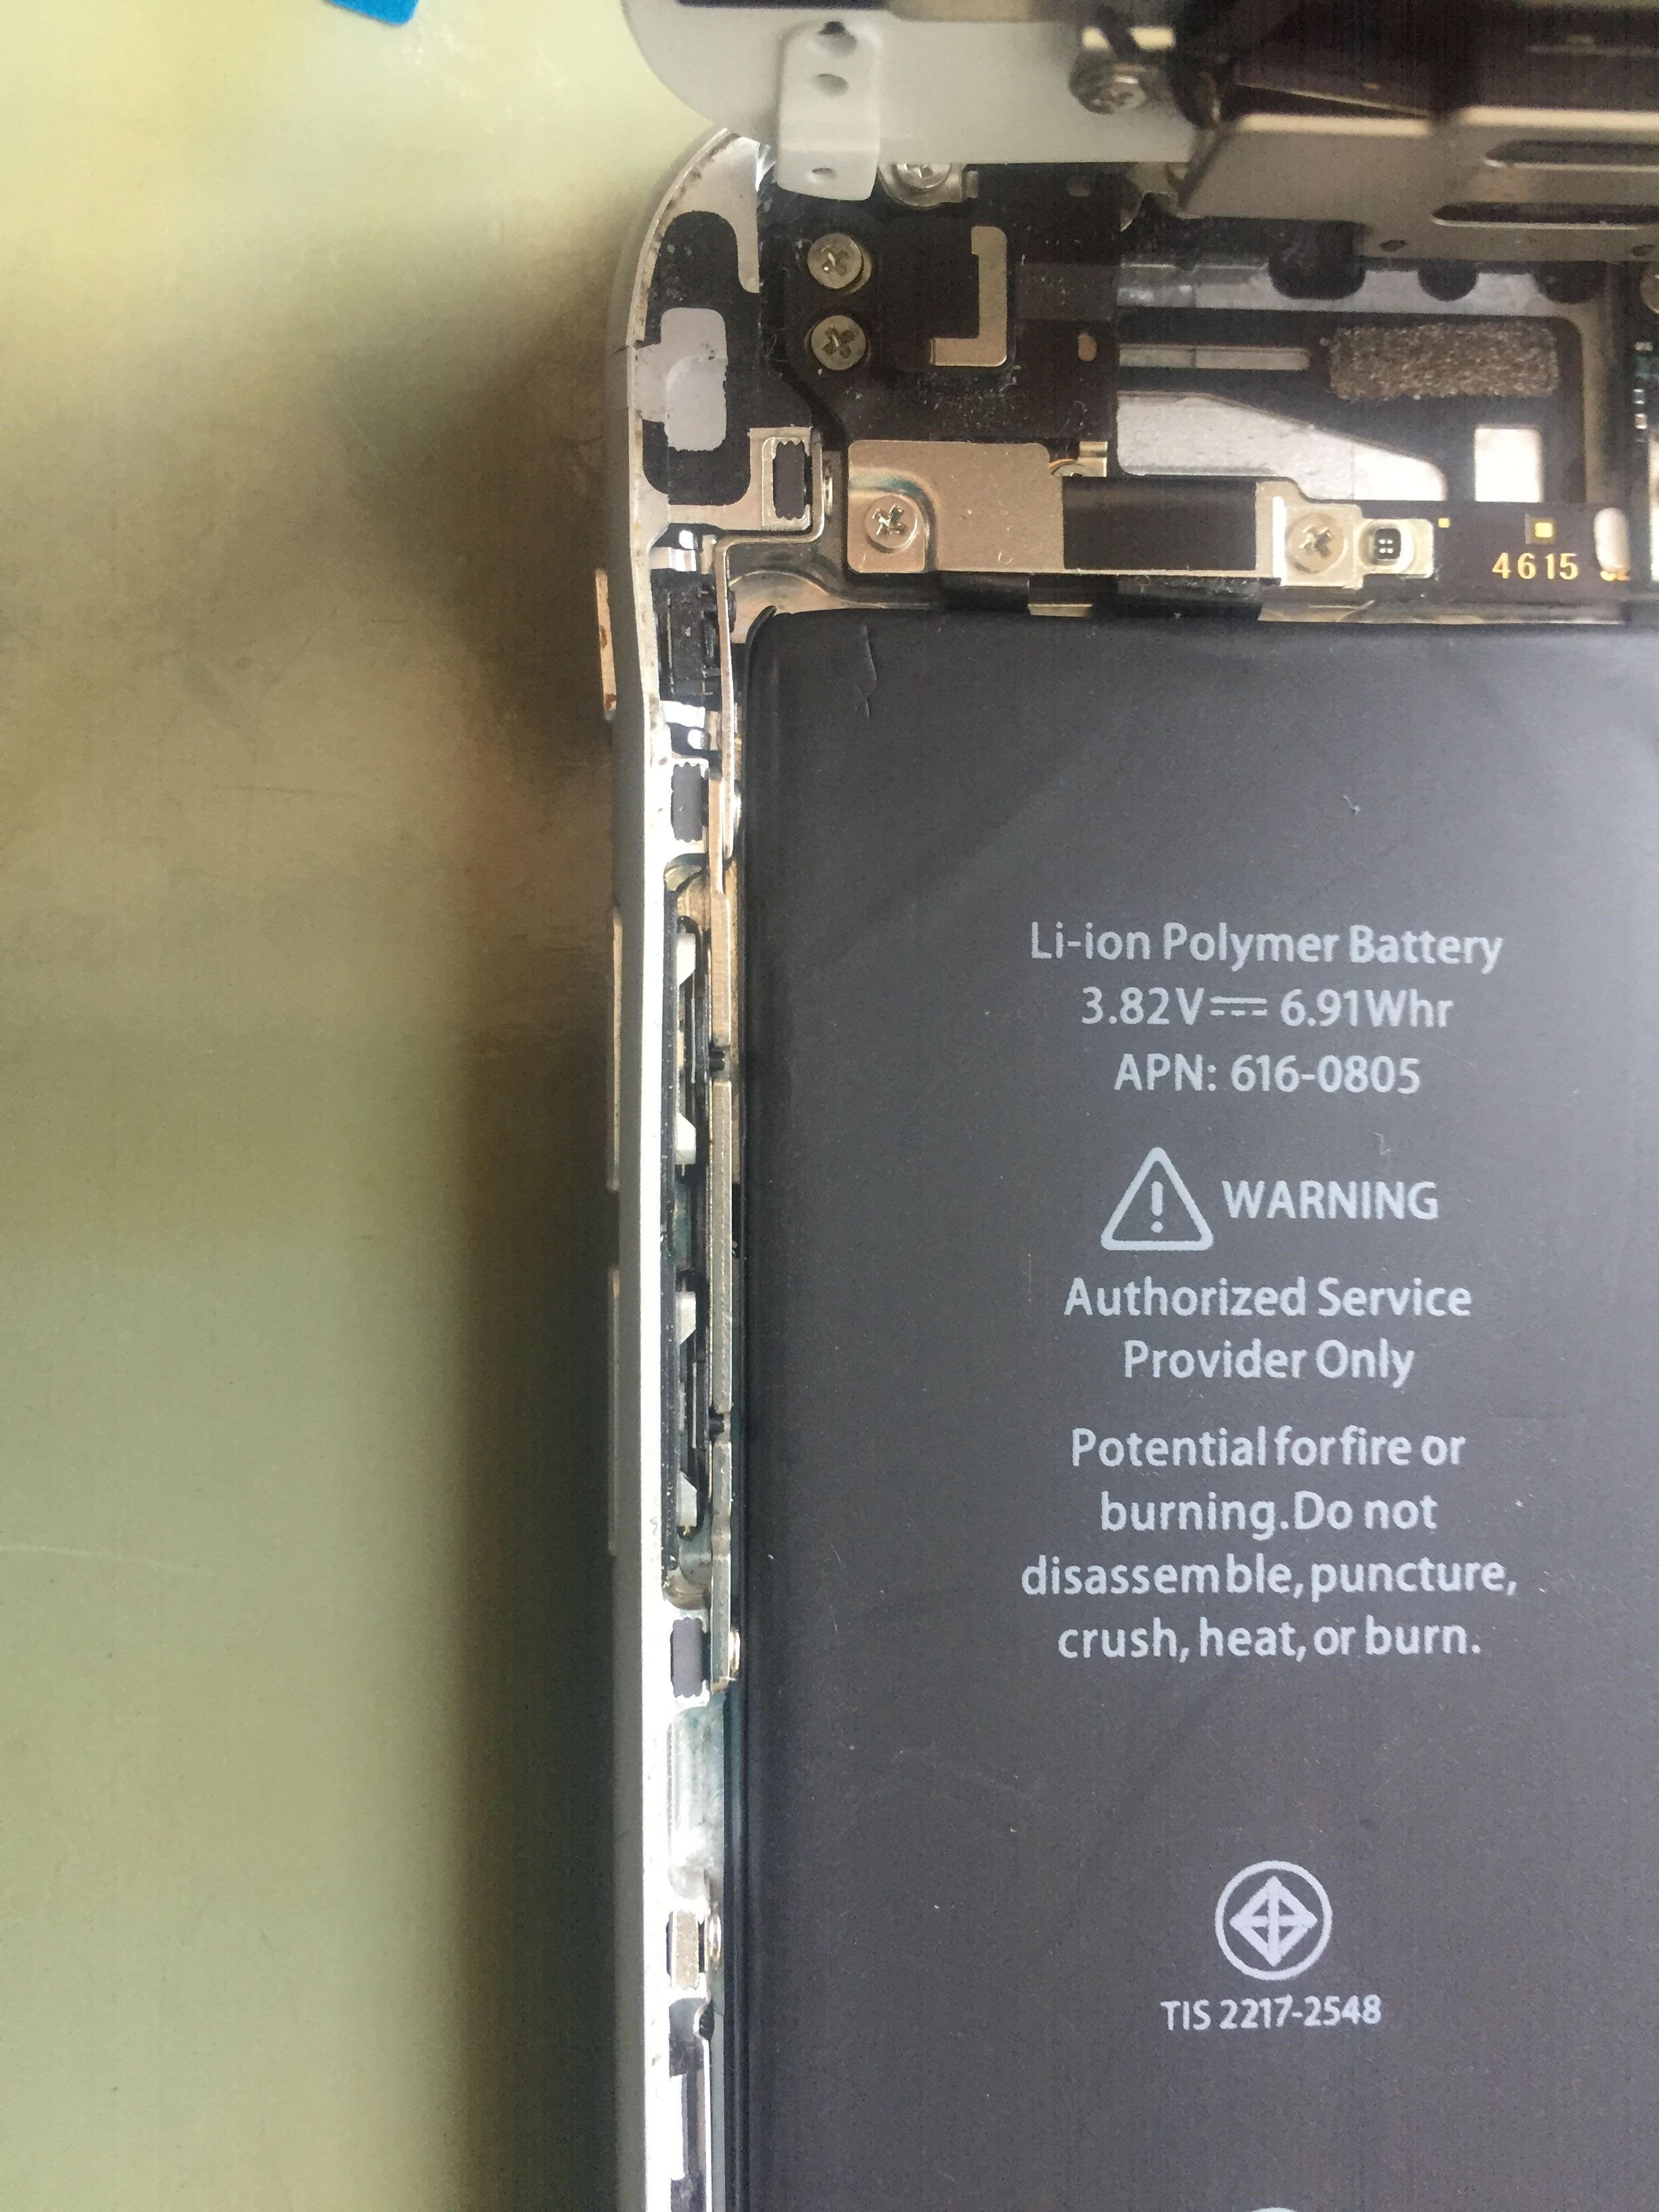 4615
Li-ion Polymer Battery
3.82V⎓ 6.91Whr
APN: 616-0805
WARNING
Authorized Service
Provider Only
Potential for fire or
burning.Do not
disassemble, puncture,
crush, heat, or burn.
TIS 2217-2548